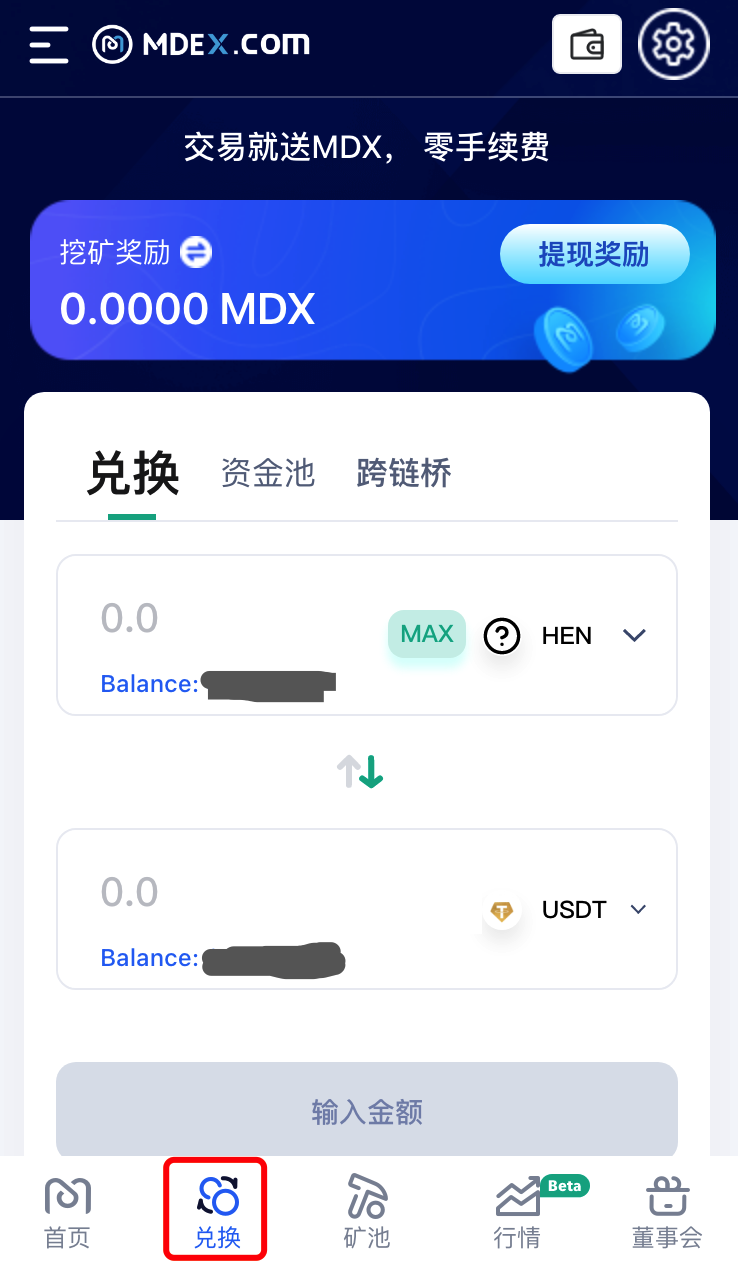 MDEX.COM
交易就送MDX， 零手续费
挖矿奖励
提现奖励
0.0000 MDX
兑换 资金池 跨链桥
0.0
MAX
HEN
Balance:
0.0
USDT
Balance:
输入金额
Beta
首页 兑换 矿池 行情 董事会